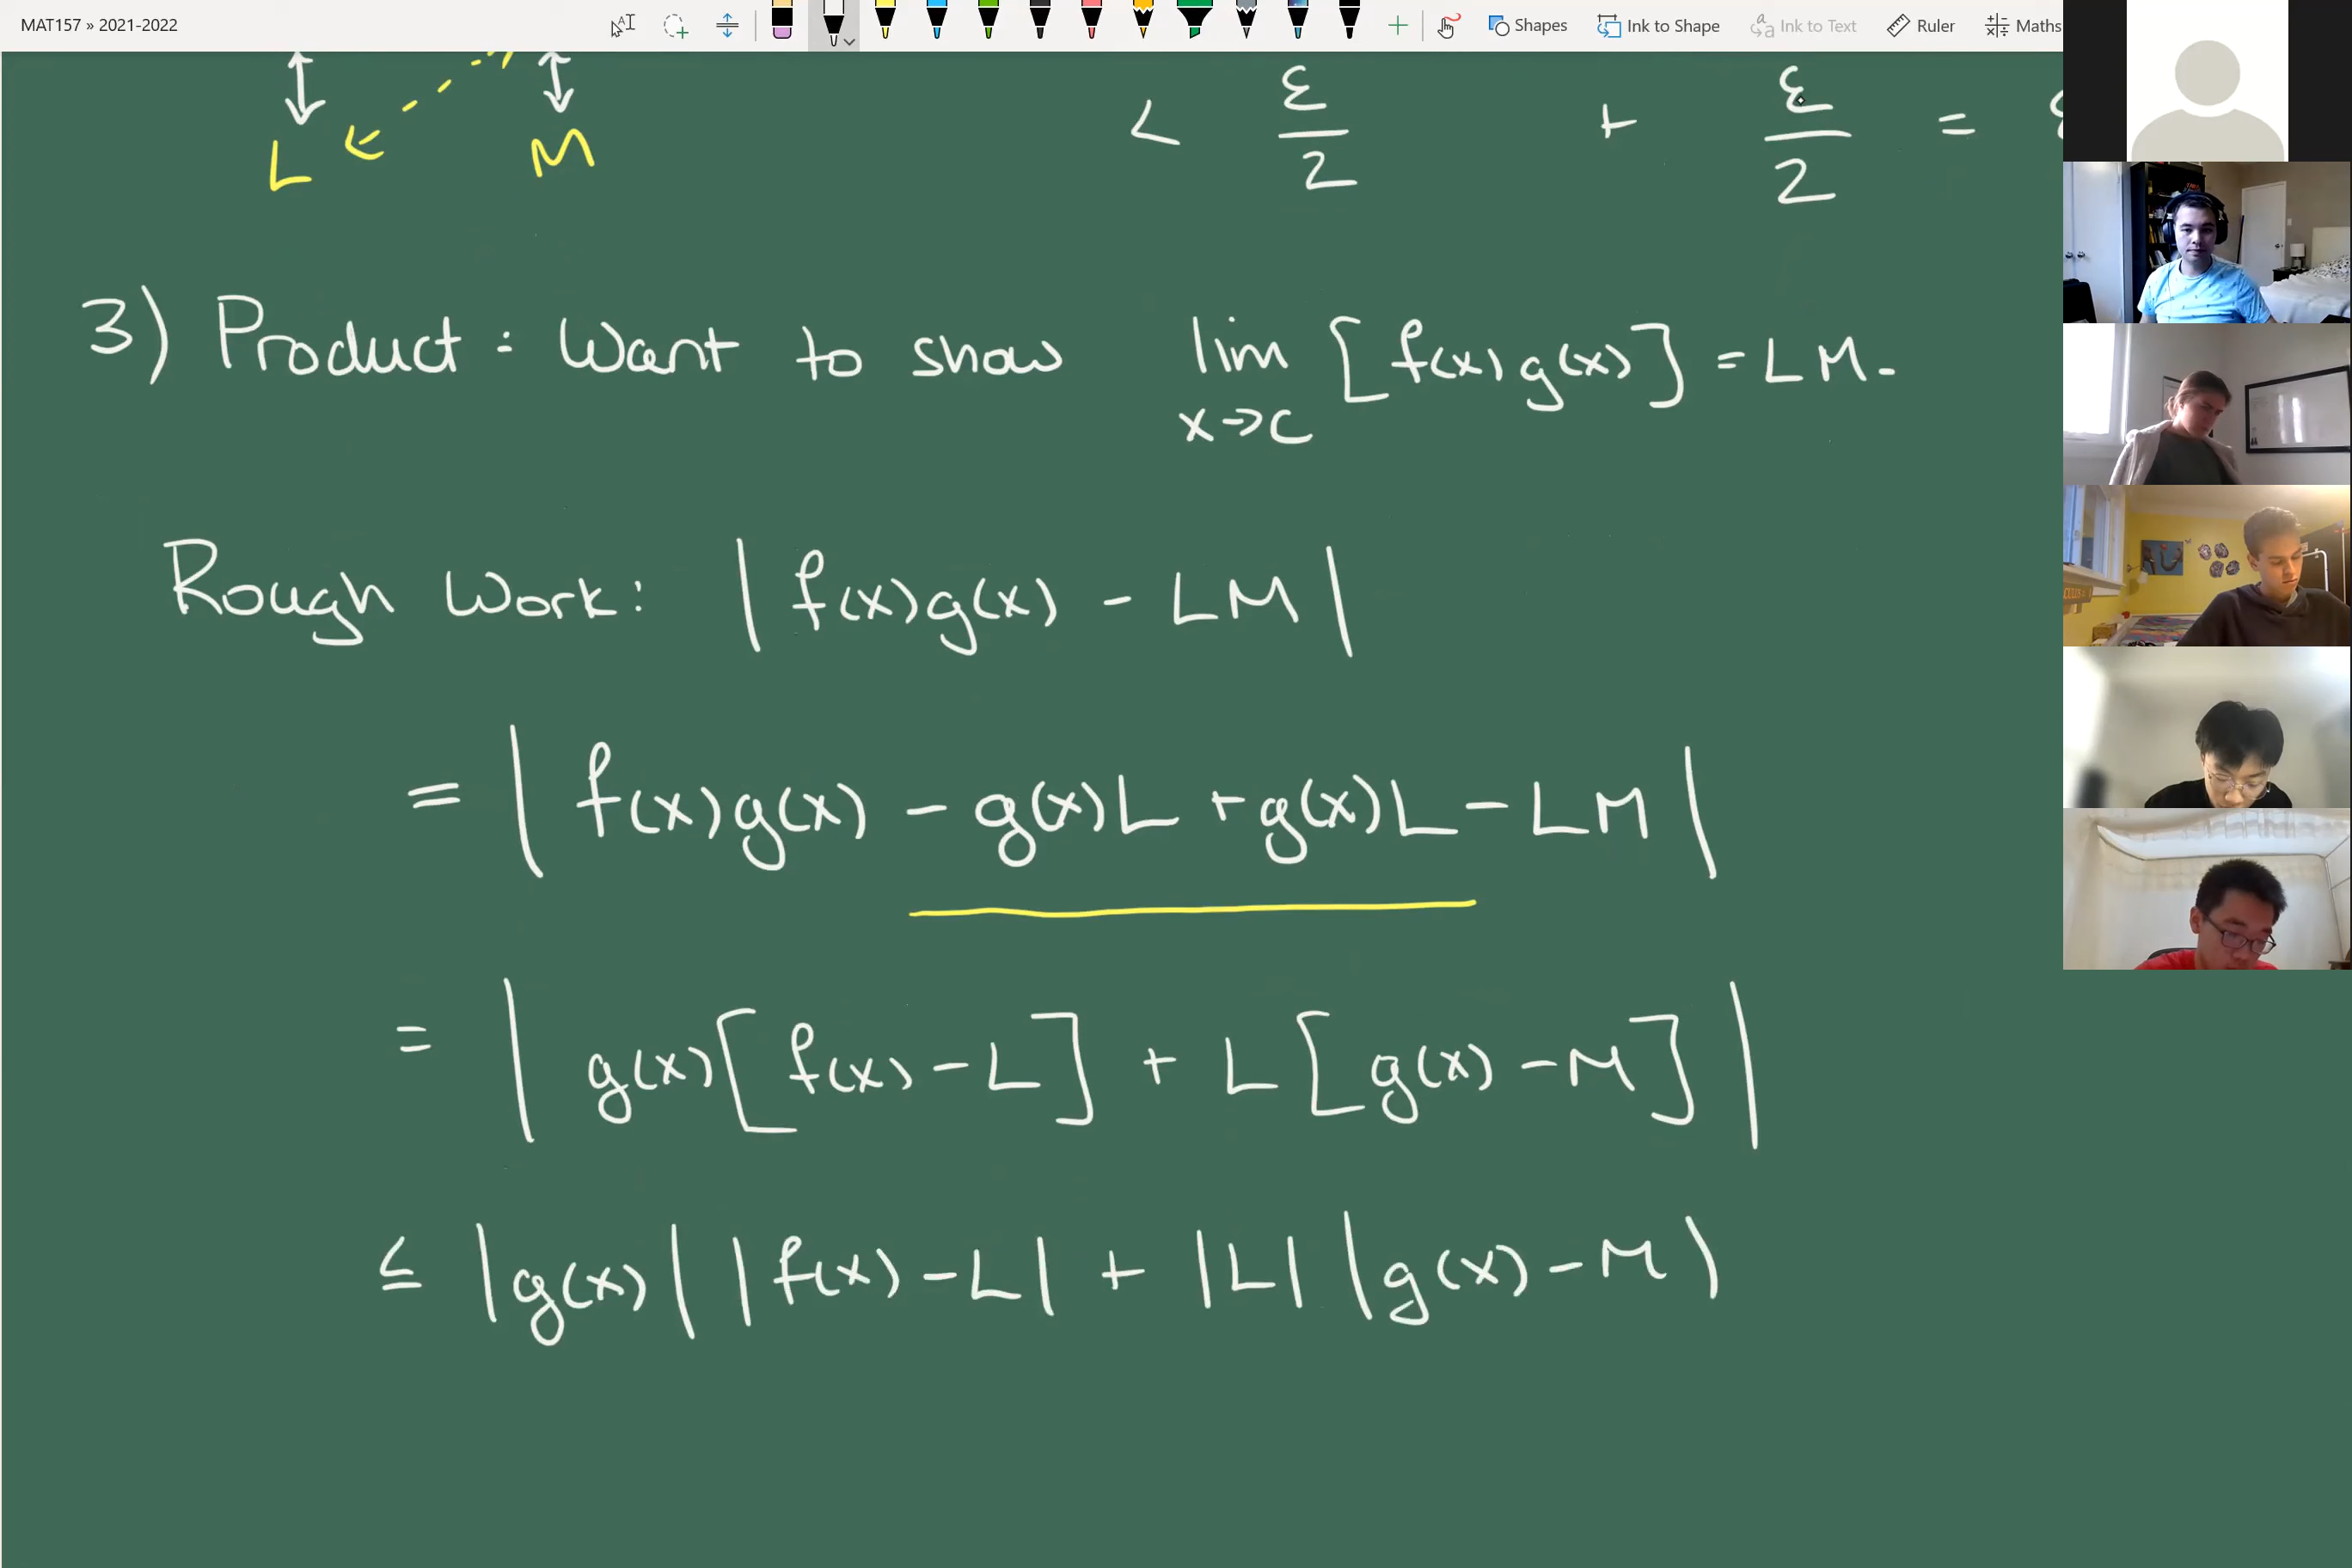 MAT157 » 2021-2022
Shapes
Ink to Shape
Ink to Text
Ruler
Maths
L
M
< ε/2 + ε/2 =
3) Product: Want to show lim x→c [f(x)g(x)] = LM.
Rough Work: |f(x)g(x) - LM|
= |f(x)g(x) - g(x)L + g(x)L - LM|
= |g(x)[f(x) - L] + L[g(x) - M]|
≤ |g(x)||f(x) - L| + |L||g(x) - M|